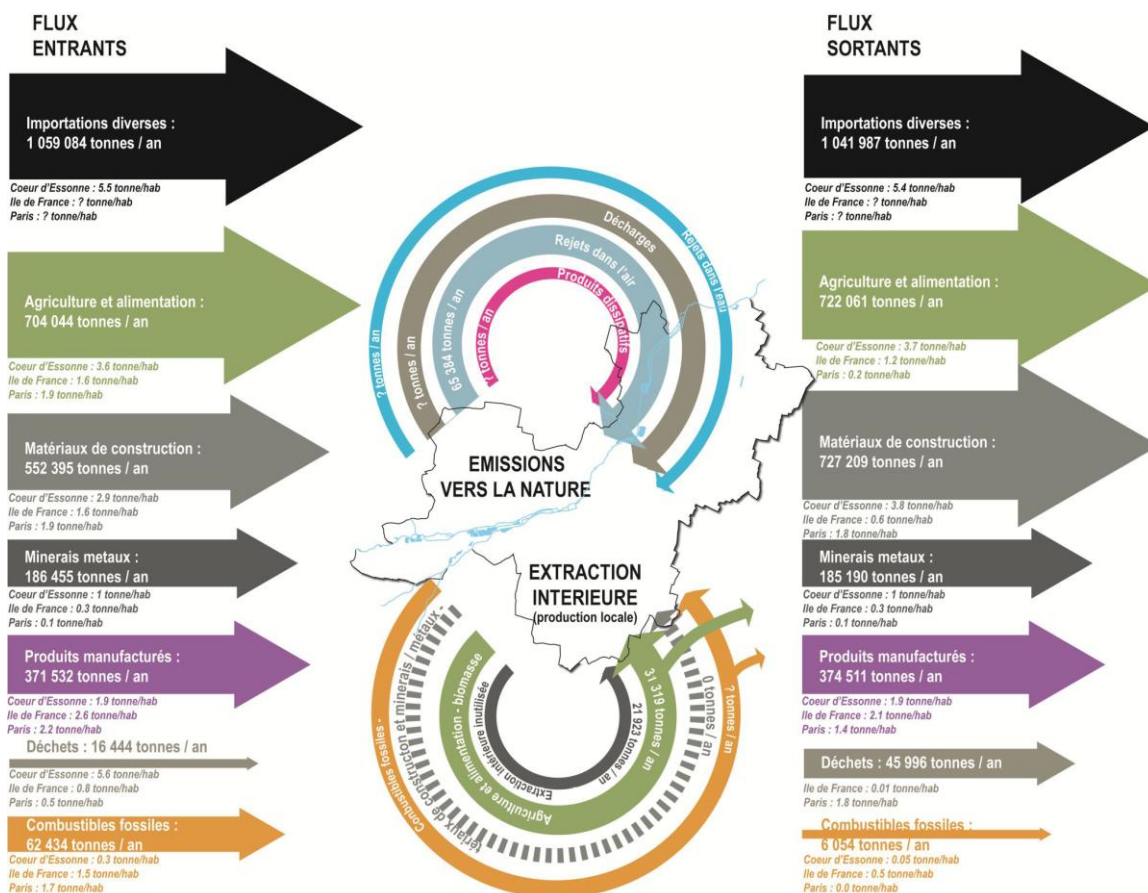 FLUX
ENTRANTS
Importations diverses :
1 059 084 tonnes / an
Coeur d'Essonne : 5.5 tonne/hab
Ile de France : ? tonne/hab
Paris : ? tonne/hab
Agriculture et alimentation :
704 044 tonnes / an
Coeur d'Essonne : 3.6 tonne/hab
Ile de France : 1.6 tonne/hab
Paris : 1.9 tonne/hab
Matériaux de construction :
552 395 tonnes / an
Coeur d'Essonne : 2.9 tonne/hab
Ile de France : 1.6 tonne/hab
Paris : 1.9 tonne/hab
Minerais metaux :
186 455 tonnes / an
Coeur d'Essonne : 1 tonne/hab
Ile de France : 0.3 tonne/hab
Paris : 0.1 tonne/hab
Produits manufacturés :
371 532 tonnes / an
Coeur d'Essonne : 1.9 tonne/hab
Ile de France : 2.6 tonne/hab
Paris : 2.2 tonne/hab
Déchets : 16 444 tonnes / an
Coeur d'Essonne : 5.6 tonne/hab
Ile de France : 0.8 tonne/hab
Paris : 0.5 tonne/hab
Combustibles fossiles :
62 434 tonnes / an
Coeur d'Essonne : 0.3 tonne/hab
Ile de France : 1.5 tonne/hab
Paris : 1.7 tonne/hab
? tonnes / an
Rejets dans l'eau
? tonnes / an
Décharges
65 384 tonnes / an
Rejets dans l'air
? tonnes / an
Produits dissipatifs
EMISSIONS
VERS LA NATURE
EXTRACTION
INTERIEURE
(production locale)
Combustibles fossiles -
? tonnes / an
tériaux de constructon et minerais / métaux -
0 tonnes / an
Agriculture et alimentation - biomasse
31 319 tonnes / an
Extraction intérieure inutilisée
21 923 tonnes / an
FLUX
SORTANTS
Importations diverses :
1 041 987 tonnes / an
Coeur d'Essonne : 5.4 tonne/hab
Ile de France : ? tonne/hab
Paris : ? tonne/hab
Agriculture et alimentation :
722 061 tonnes / an
Coeur d'Essonne : 3.7 tonne/hab
Ile de France : 1.2 tonne/hab
Paris : 0.2 tonne/hab
Matériaux de construction :
727 209 tonnes / an
Coeur d'Essonne : 3.8 tonne/hab
Ile de France : 0.6 tonne/hab
Paris : 1.8 tonne/hab
Minerais metaux :
185 190 tonnes / an
Coeur d'Essonne : 1 tonne/hab
Ile de France : 0.3 tonne/hab
Paris : 0.1 tonne/hab
Produits manufacturés :
374 511 tonnes / an
Coeur d'Essonne : 1.9 tonne/hab
Ile de France : 2.1 tonne/hab
Paris : 1.4 tonne/hab
Déchets : 45 996 tonnes / an
Ile de France : 0.01 tonne/hab
Paris : 1.8 tonne/hab
Combustibles fossiles :
6 054 tonnes / an
Coeur d'Essonne : 0.05 tonne/hab
Ile de France : 0.5 tonne/hab
Paris : 0.0 tonne/hab